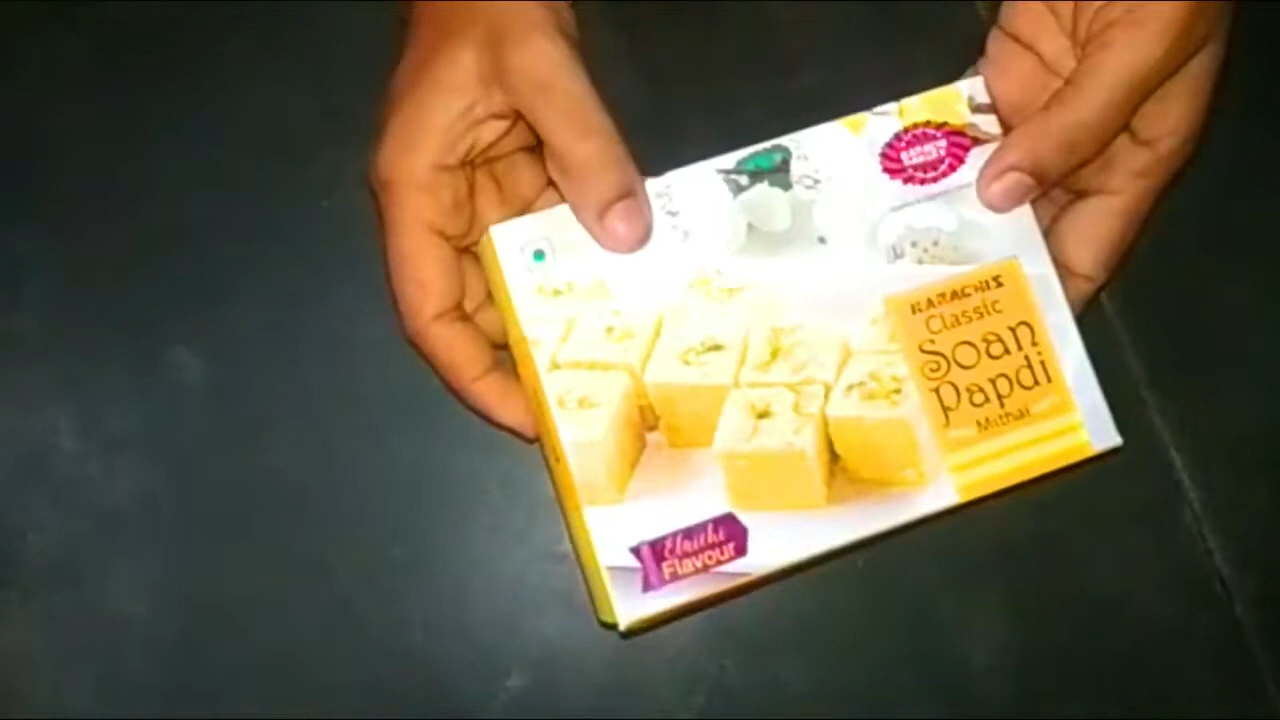 KARACHIS
Classic
Soan
Papdi
Mithai
Elaichi
Flavour